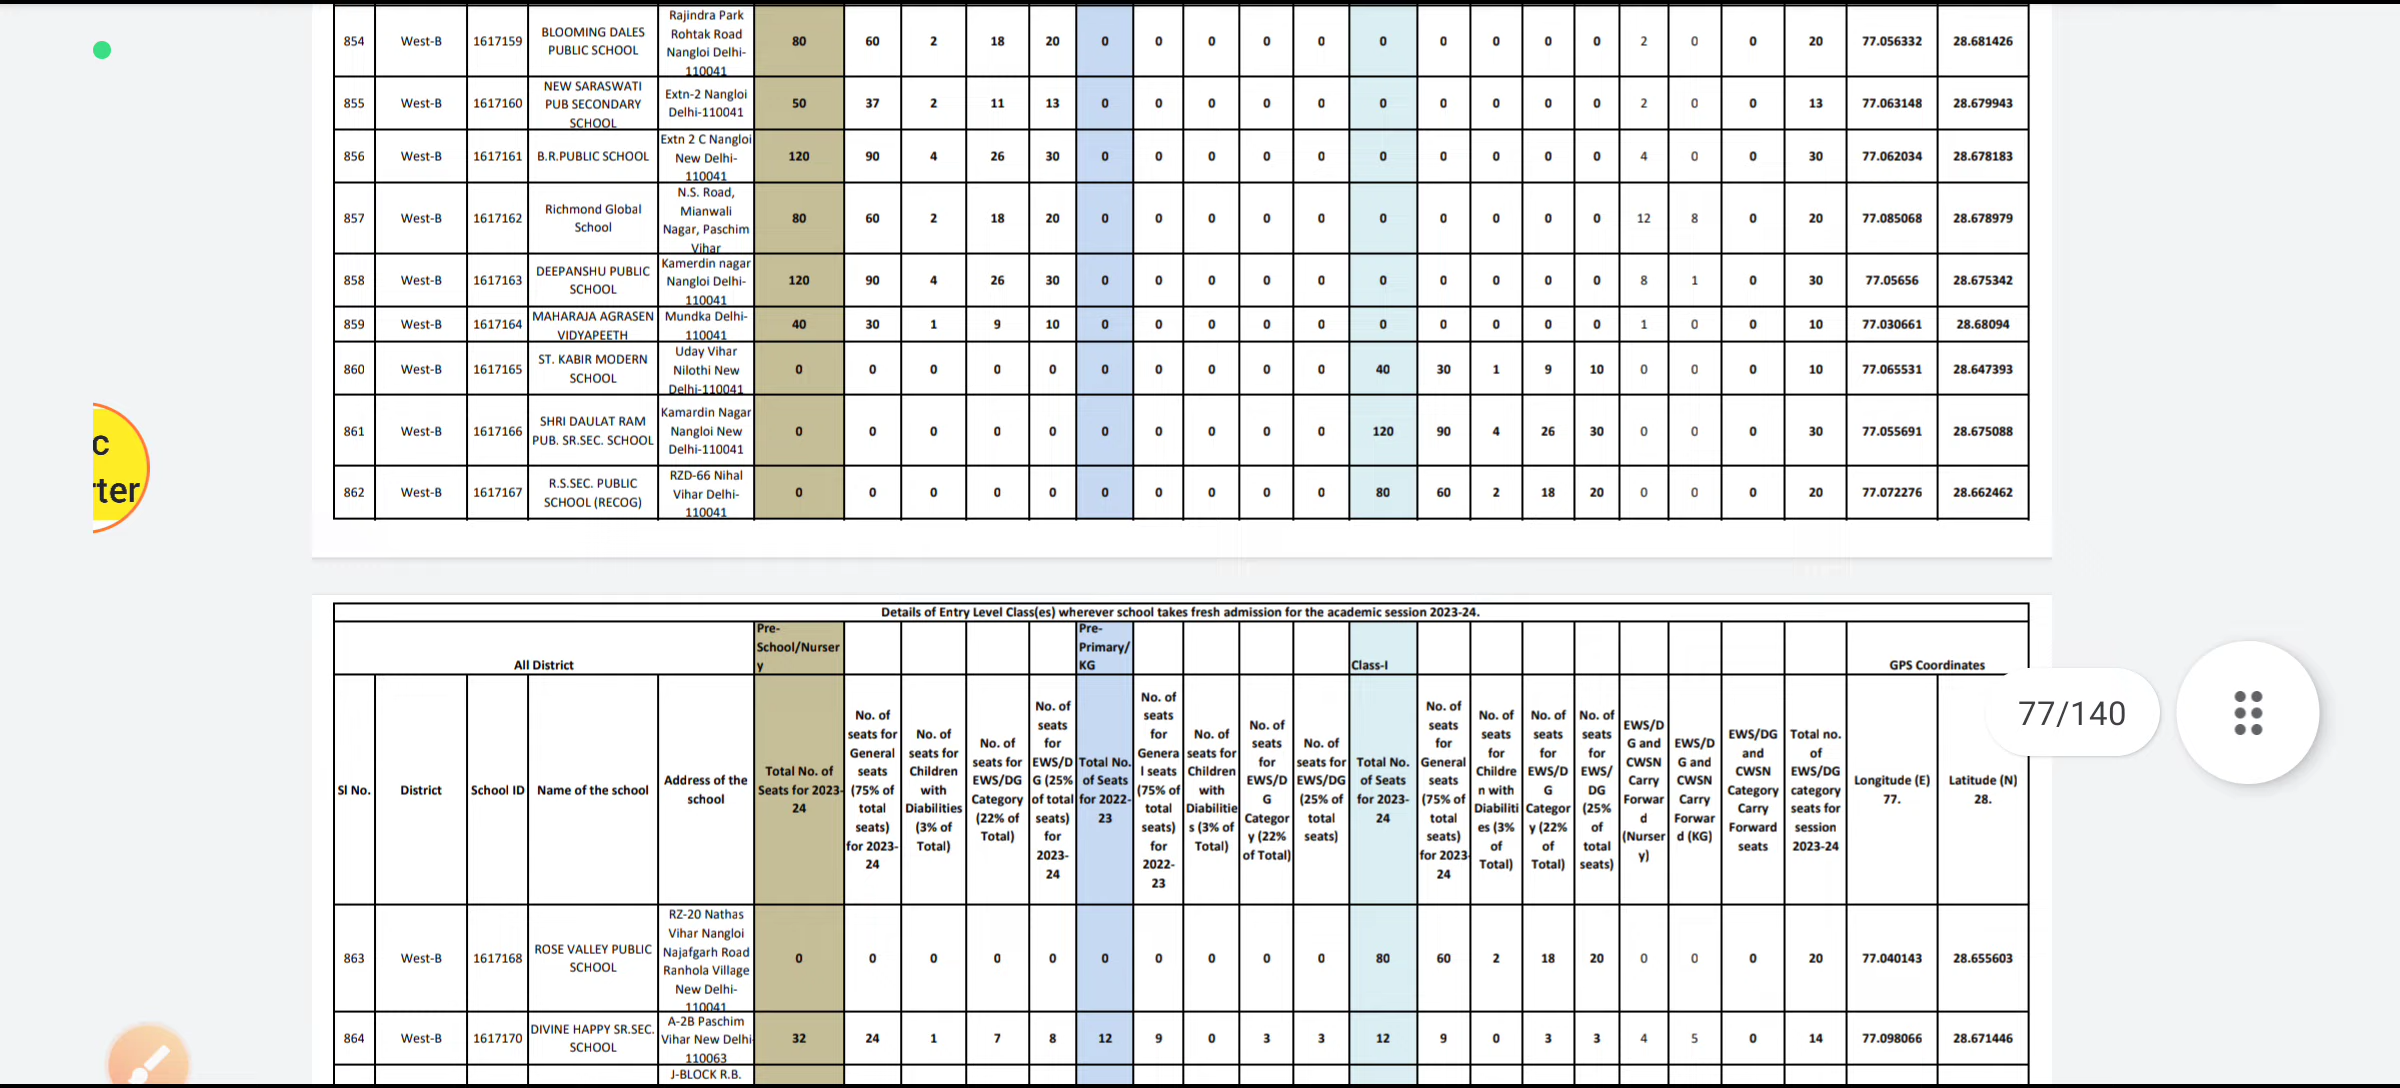 854 West-B 1617159 BLOOMING DALES PUBLIC SCHOOL Rajindra Park Rohtak Road Nangloi Delhi-110041 80 60 2 18 20 0 0 0 0 0 0 0 0 0 0 2 0 0 20 77.056332 28.681426
855 West-B 1617160 NEW SARASWATI PUB SECONDARY SCHOOL Extn-2 Nangloi Delhi-110041 50 37 2 11 13 0 0 0 0 0 0 0 0 0 0 2 0 0 13 77.063148 28.679943
856 West-B 1617161 B.R.PUBLIC SCHOOL Extn 2 C Nangloi New Delhi-110041 120 90 4 26 30 0 0 0 0 0 0 0 0 0 0 4 0 0 30 77.062034 28.678183
857 West-B 1617162 Richmond Global School N.S. Road, Mianwali Nagar, Paschim Vihar 80 60 2 18 20 0 0 0 0 0 0 0 0 0 0 12 8 0 20 77.085068 28.678979
858 West-B 1617163 DEEPANSHU PUBLIC SCHOOL Kamerdin nagar Nangloi Delhi-110041 120 90 4 26 30 0 0 0 0 0 0 0 0 0 0 8 1 0 30 77.05656 28.675342
859 West-B 1617164 MAHARAJA AGRASEN VIDYAPEETH Mundka Delhi-110041 40 30 1 9 10 0 0 0 0 0 0 0 0 0 0 1 0 0 10 77.030661 28.68094
860 West-B 1617165 ST. KABIR MODERN SCHOOL Uday Vihar Nilothi New Delhi-110041 0 0 0 0 0 0 0 0 0 0 40 30 1 9 10 0 0 0 10 77.065531 28.647393
861 West-B 1617166 SHRI DAULAT RAM PUB. SR.SEC. SCHOOL Kamardin Nagar Nangloi New Delhi-110041 0 0 0 0 0 0 0 0 0 0 120 90 4 26 30 0 0 0 30 77.055691 28.675088
862 West-B 1617167 R.S.SEC. PUBLIC SCHOOL (RECOG) RZD-66 Nihal Vihar Delhi-110041 0 0 0 0 0 0 0 0 0 0 80 60 2 18 20 0 0 0 20 77.072276 28.662462
c
ter
Details of Entry Level Class(es) wherever school takes fresh admission for the academic session 2023-24.
All District
Pre-School/Nursery
Pre-Primary/KG
Class-I
GPS Coordinates
Sl No.
District
School ID
Name of the school
Address of the school
Total No. of Seats for 2023-24
No. of seats for General seats (75% of total seats) for 2023-24
No. of seats for Children with Diabilities (3% of Total)
No. of seats for EWS/DG Category (22% of Total)
No. of seats for EWS/DG (25% of total seats) for 2023-24
Total No. of Seats for 2022-23
No. of seats for General seats (75% of total seats) for 2022-23
No. of seats for Children with Diabilities (3% of Total)
No. of seats for EWS/DG Category (22% of Total)
No. of seats for EWS/DG (25% of total seats)
Total No. of Seats for 2023-24
No. of seats for General seats (75% of total seats) for 2023-24
No. of seats for Children with Diabilities (3% of Total)
No. of seats for EWS/DG Category (22% of Total)
No. of seats for EWS/DG (25% of total seats)
EWS/DG and CWSN Carry Forward (Nursery)
EWS/DG and CWSN Carry Forward (KG)
EWS/DG and CWSN Category Carry Forward seats
Total no. of EWS/DG category seats for session 2023-24
Longitude (E) 77.
Latitude (N) 28.
77/140
863 West-B 1617168 ROSE VALLEY PUBLIC SCHOOL RZ-20 Nathas Vihar Nangloi Najafgarh Road Ranhola Village New Delhi-110041 0 0 0 0 0 0 0 0 0 0 80 60 2 18 20 0 0 0 20 77.040143 28.655603
864 West-B 1617170 DIVINE HAPPY SR.SEC. SCHOOL A-2B Paschim Vihar New Delhi 110063 32 24 1 7 8 12 9 0 3 3 12 9 0 3 3 4 5 0 14 77.098066 28.671446
J-BLOCK R.B.